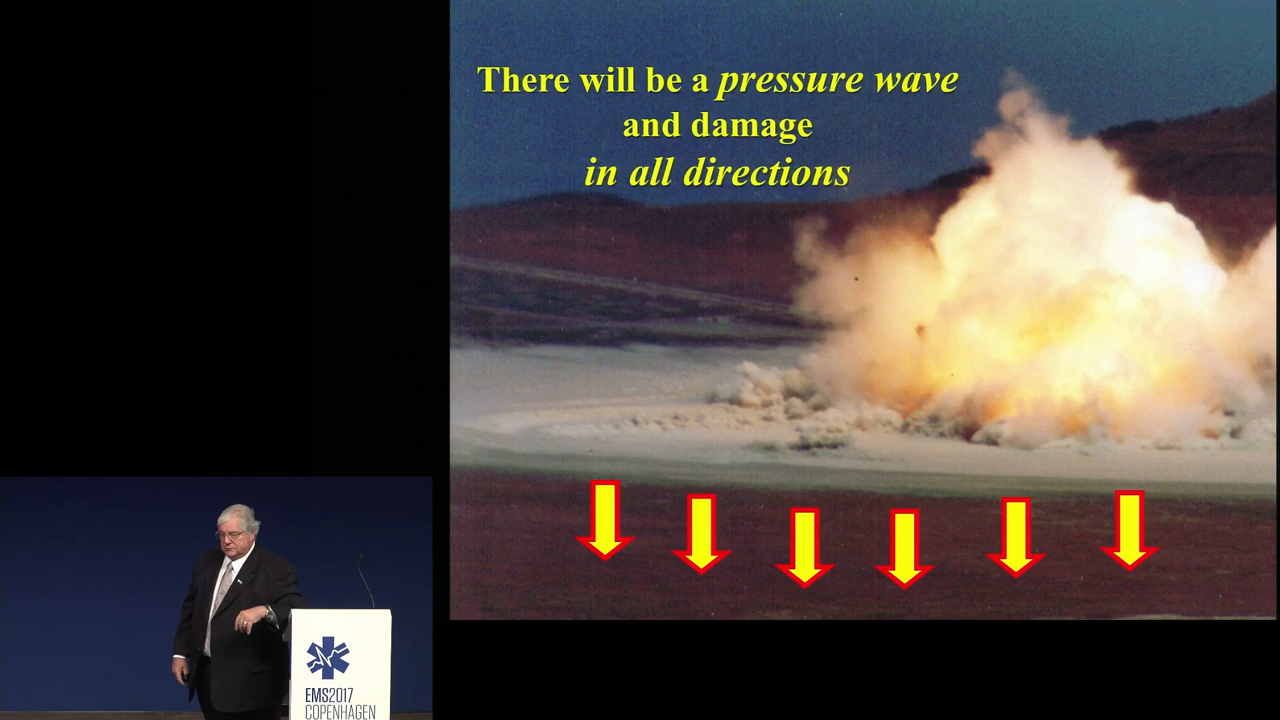 There will be a pressure wave
and damage
in all directions
EMS2017
COPENHAGEN